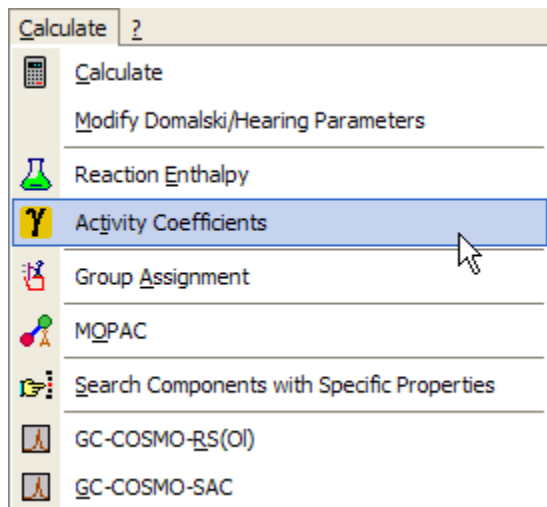 Calculate ?
Calculate
Modify Domalski/Hearing Parameters
Reaction Enthalpy
γ Activity Coefficients
Group Assignment
MOPAC
Search Components with Specific Properties
GC-COSMO-RS(Ol)
GC-COSMO-SAC